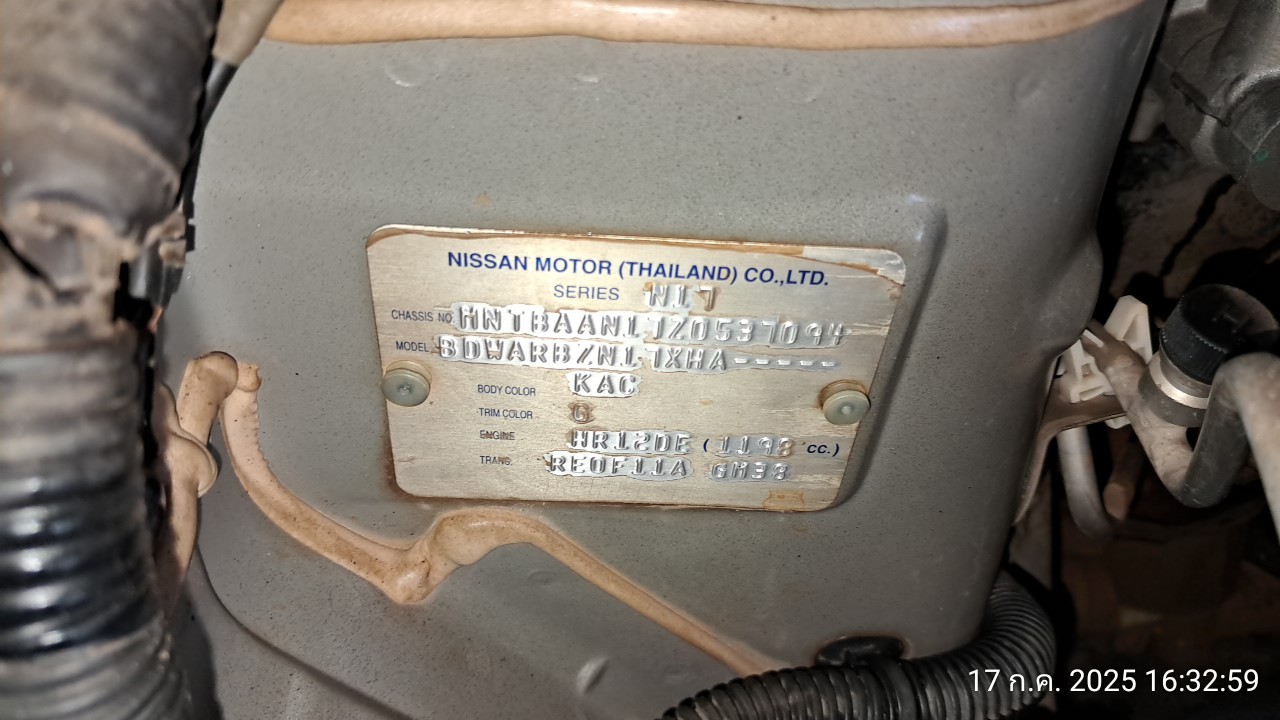 NISSAN MOTOR (THAILAND) CO.,LTD.
SERIES N17
CHASSIS NO. MNTBAAN17Z0537094
MODEL BDWARBZN17XHA-----
BODY COLOR KAC
TRIM COLOR G
ENGINE HR12DE (1198 CC.)
TRANS. RE0F11A GM38
17 ก.ค. 2025 16:32:59